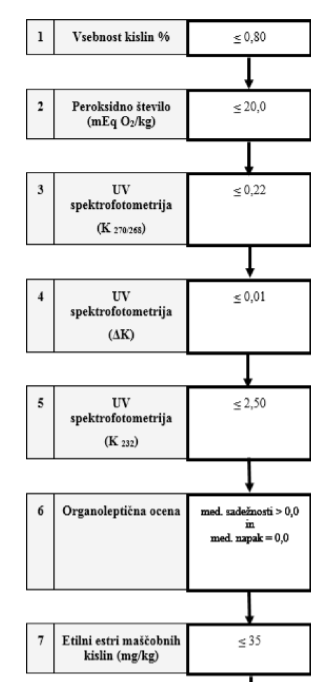 1 Vsebnost kislin % ≤ 0,80
2 Peroksidno število ≤ 20,0
(mEq O₂/kg)
3 UV ≤ 0,22
spektrofotometrija
(K 270/268)
4 UV ≤ 0,01
spektrofotometrija
(ΔK)
5 UV ≤ 2,50
spektrofotometrija
(K 232)
6 Organoleptična ocena med. sadežnosti > 0,0
in
med. napak = 0,0
7 Etilni estri maščobnih ≤ 35
kislin (mg/kg)